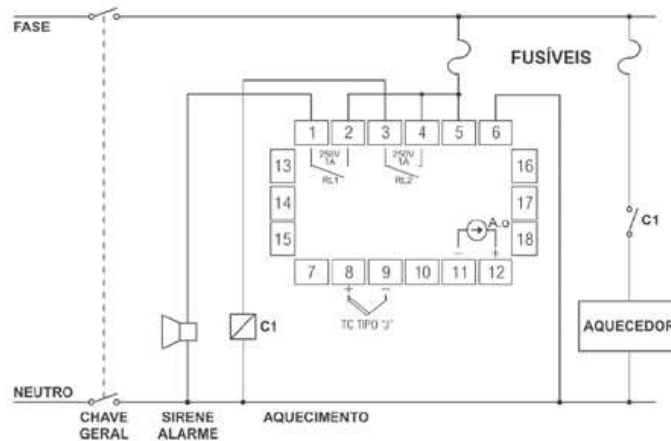 FASE
FUSÍVEIS
1 2 3 4 5 6
250V 250V
1A 1A
RL1 RL2
13 16
14 17
15 18
C1
A.o
- +
7 8 9 10 11 12
+ -
TC TIPO "J"
C1
AQUECEDOR
NEUTRO
CHAVE SIRENE AQUECIMENTO
GERAL ALARME